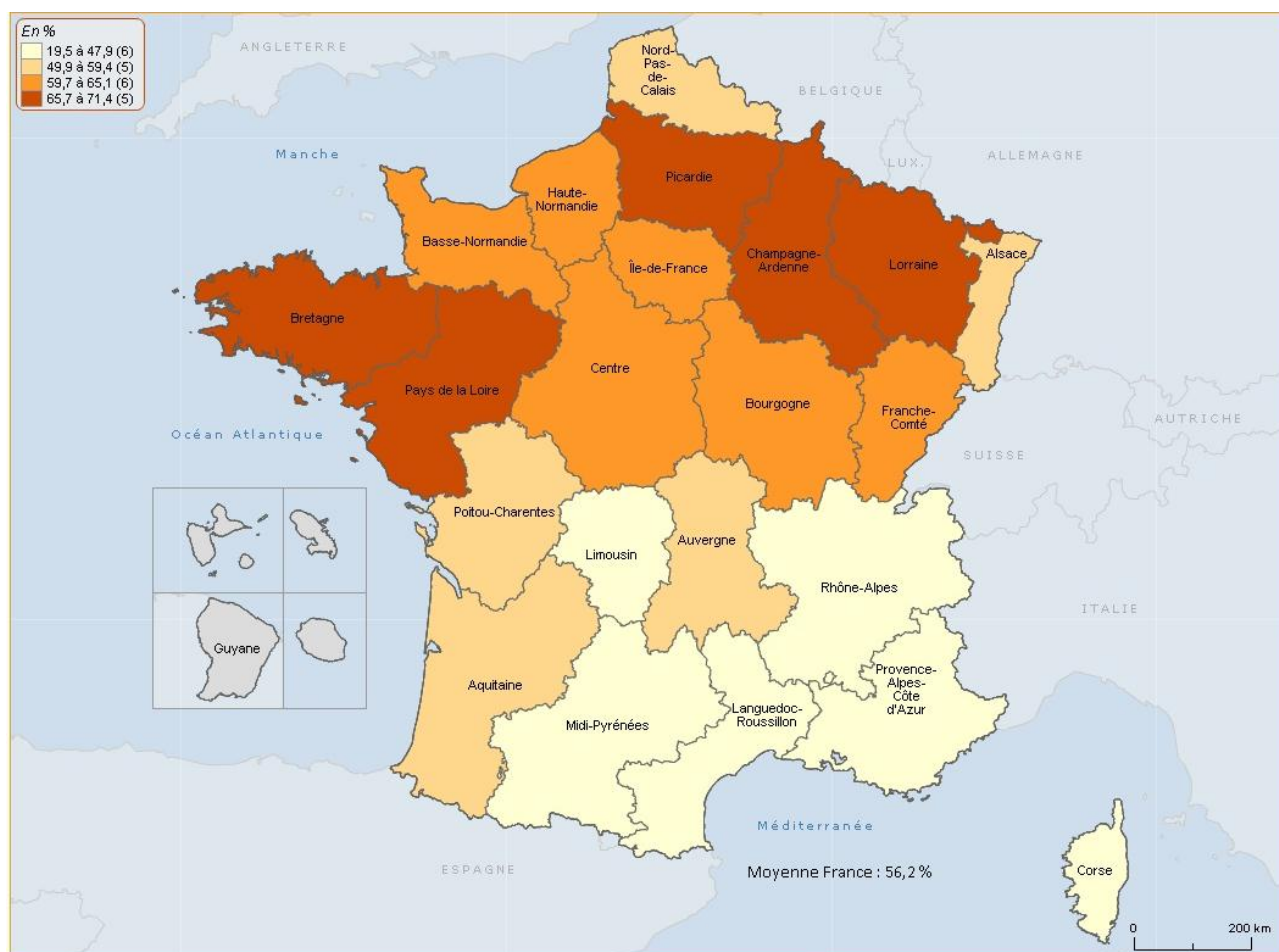 En %
19,5 à 47,9 (6)
49,9 à 59,4 (5)
59,7 à 65,1 (6)
65,7 à 71,4 (5)
ANGLETERRE
Nord-
Pas-
de-
Calais
BELGIQUE
Manche
LUX.
ALLEMAGNE
Picardie
Haute-
Normandie
Basse-Normandie
Île-de-France
Champagne-
Ardenne
Lorraine
Alsace
Bretagne
Pays de la Loire
Centre
Bourgogne
Franche-
Comté
AUTRICHE
Océan Atlantique
SUISSE
Poitou-Charentes
Limousin
Auvergne
Rhône-Alpes
ITALIE
Guyane
Aquitaine
Midi-Pyrénées
Languedoc-
Roussillon
Provence-
Alpes-
Côte
d'Azur
Méditerranée
ESPAGNE
Moyenne France : 56,2 %
Corse
0 200 km